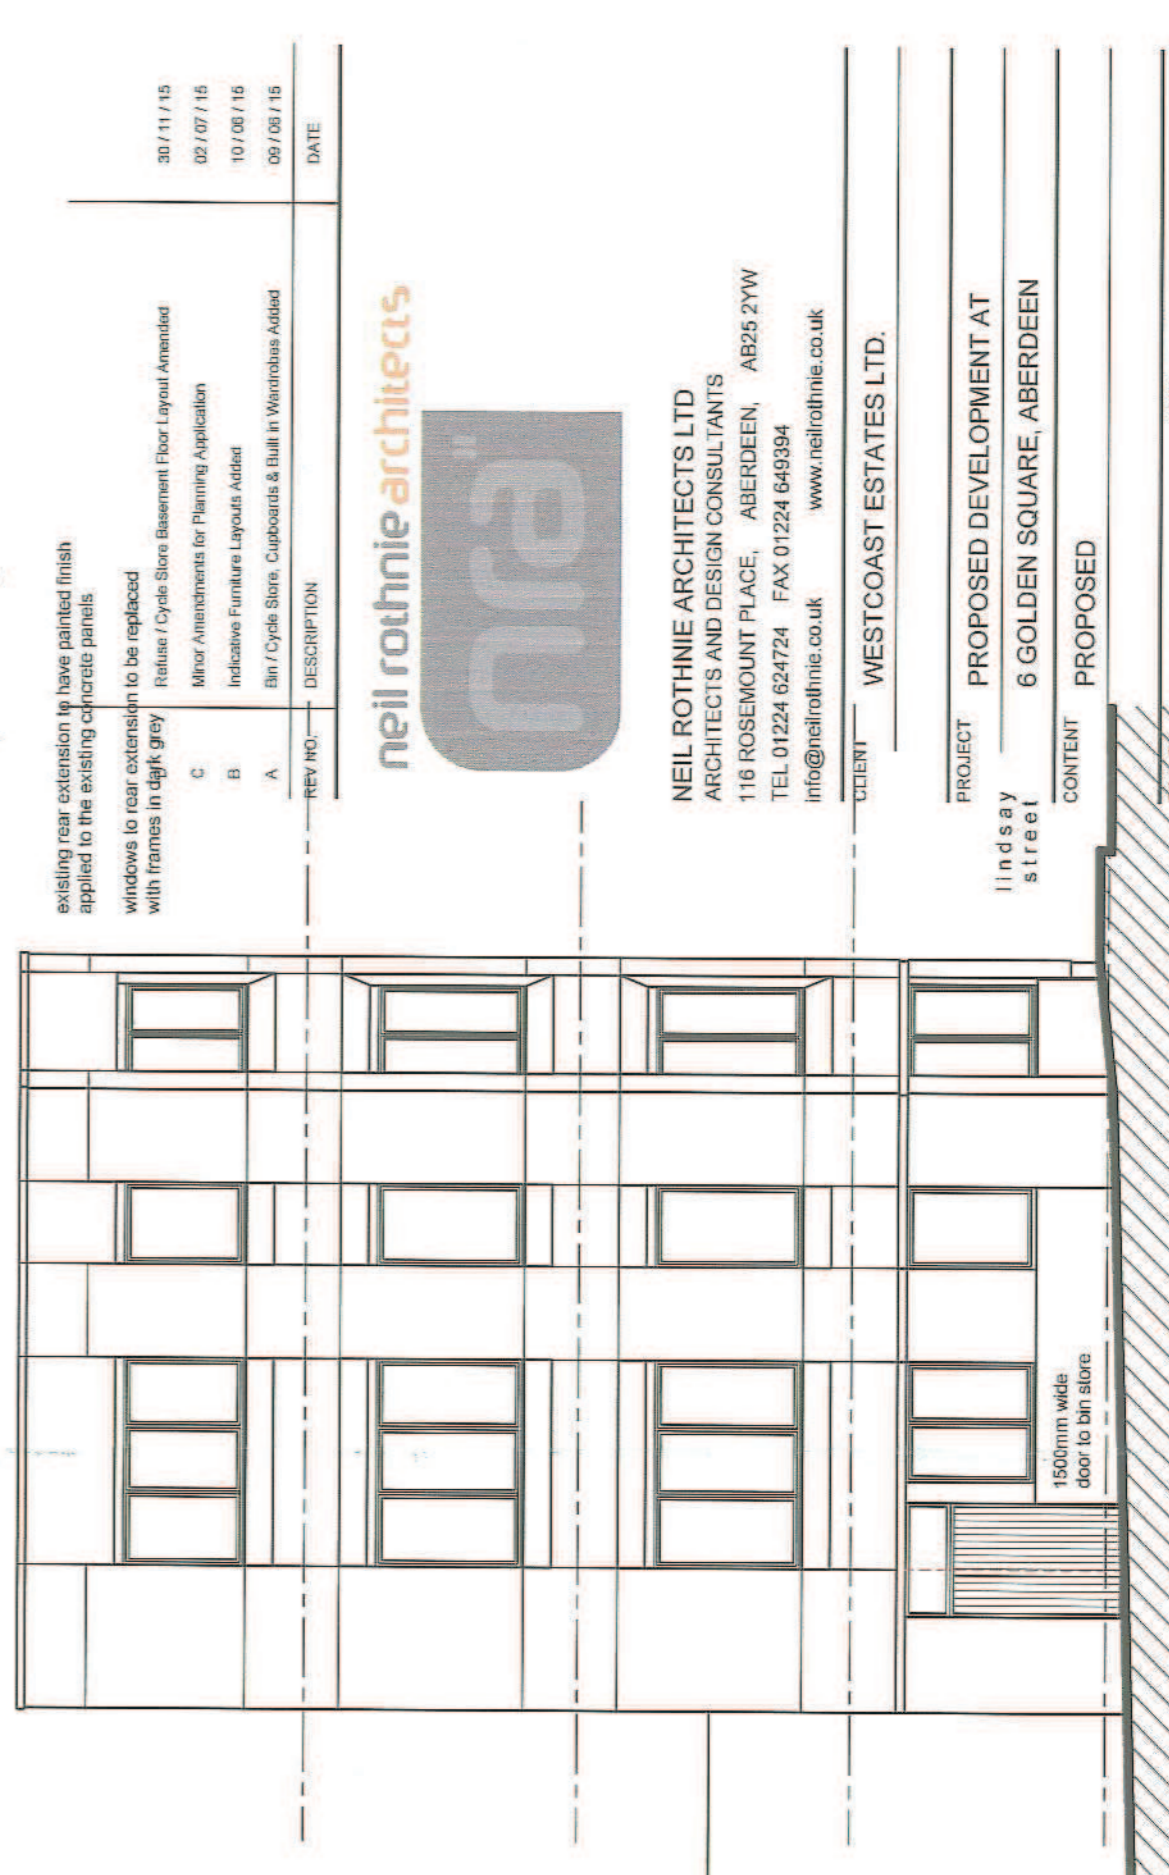 existing rear extension to have painted finish
applied to the existing concrete panels
windows to rear extension to be replaced
with frames in dark grey
Refuse / Cycle Store Basement Floor Layout Amended 30 / 11 / 15
C Minor Amendments for Planning Application 02 / 07 / 15
B Indicative Furniture Layouts Added 10 / 06 / 15
A Bin / Cycle Store, Cupboards & Built in Wardrobes Added 09 / 06 / 15
REV NO. DESCRIPTION DATE
neil rothnie architects
nra
NEIL ROTHNIE ARCHITECTS LTD
ARCHITECTS AND DESIGN CONSULTANTS
116 ROSEMOUNT PLACE, ABERDEEN, AB25 2YW
TEL 01224 624724 FAX 01224 649394
info@neilrothnie.co.uk www.neilrothnie.co.uk
CLIENT
WESTCOAST ESTATES LTD.
PROJECT
PROPOSED DEVELOPMENT AT
6 GOLDEN SQUARE, ABERDEEN
CONTENT
PROPOSED
lindsay
street
1500mm wide
door to bin store